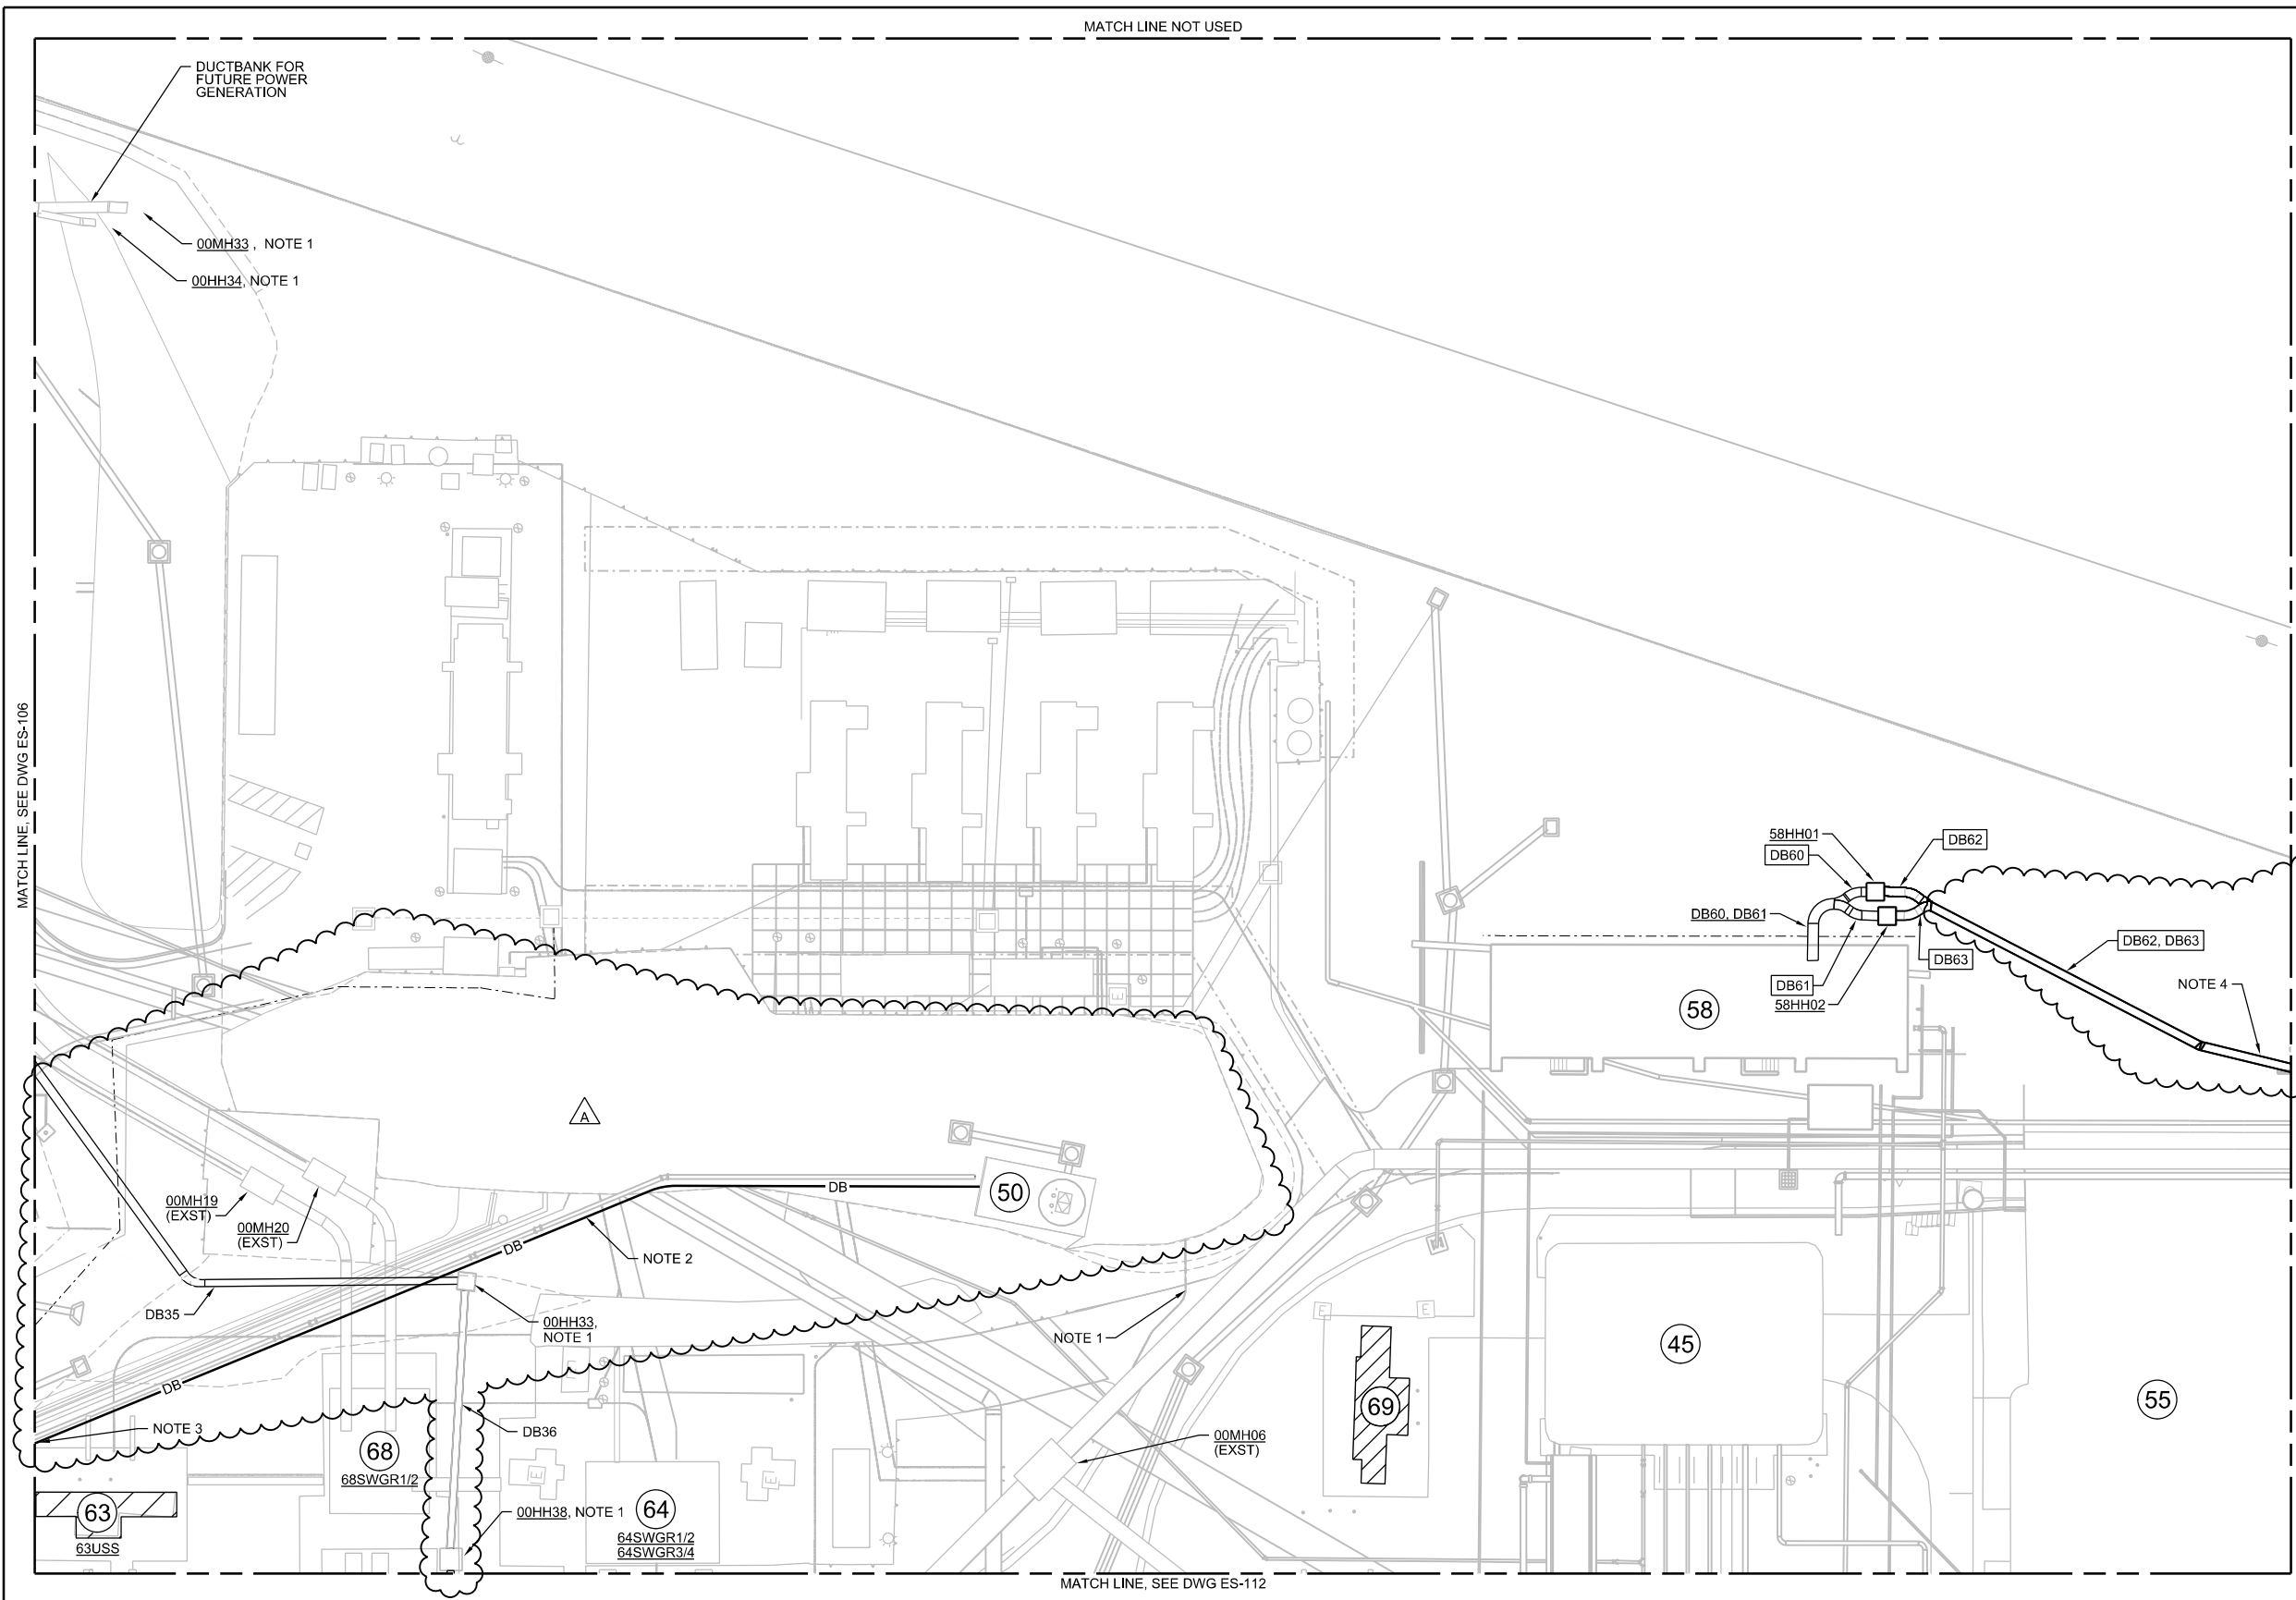 MATCH LINE NOT USED
DUCTBANK FOR
FUTURE POWER
GENERATION
00MH33 , NOTE 1
00HH34, NOTE 1
MATCH LINE, SEE DWG ES-106
58HH01
DB60
DB62
DB60, DB61
DB62, DB63
DB63
DB61
58HH02
NOTE 4
58
E
A
50
DB
00MH19
(EXST)
00MH20
(EXST)
DB
NOTE 2
DB35
00HH33,
NOTE 1
NOTE 1
E
E
E
45
DB
69
55
NOTE 3
DB36
68
68SWGR1/2
00MH06
(EXST)
E
E
63
63USS
00HH38, NOTE 1
64
64SWGR1/2
64SWGR3/4
MATCH LINE, SEE DWG ES-112